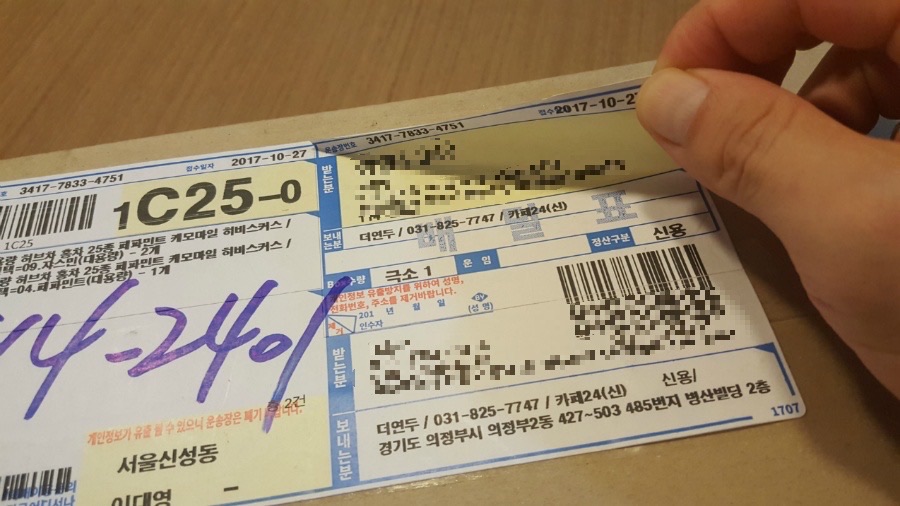 3417-7833-4751
접수일자 2017-10-27
1C25-0
1C25
허브차 홍차 25종 페퍼민트 캐모마일 히비스커스 /
택=09.자스민(대용량) - 2개
허브차 홍차 25종 페퍼민트 캐모마일 히비스커스 /
택=04.페퍼민트(대용량) - 1개
4-2401
총 2건
개인정보가 유출 될 수 있으니 운송장은 폐기
서울신성동
이대영 -
운송장번호 3417-7833-4751
접수 2017-10-27
받는분
배달표
보내는분
더연두 / 031-825-7747 / 카페24(신)
수량 극소 1 운임 정산구분 신용
개인정보 유출방지를 위하여 성명,
전화번호, 주소를 제거바랍니다.
제거
201 년 월 일 (성명)
인수자
받는분
보내는분
더연두 / 031-825-7747 / 카페24(신) 신용/
경기도 의정부시 의정부2동 427-503 485번지 병산빌딩 2층
1707